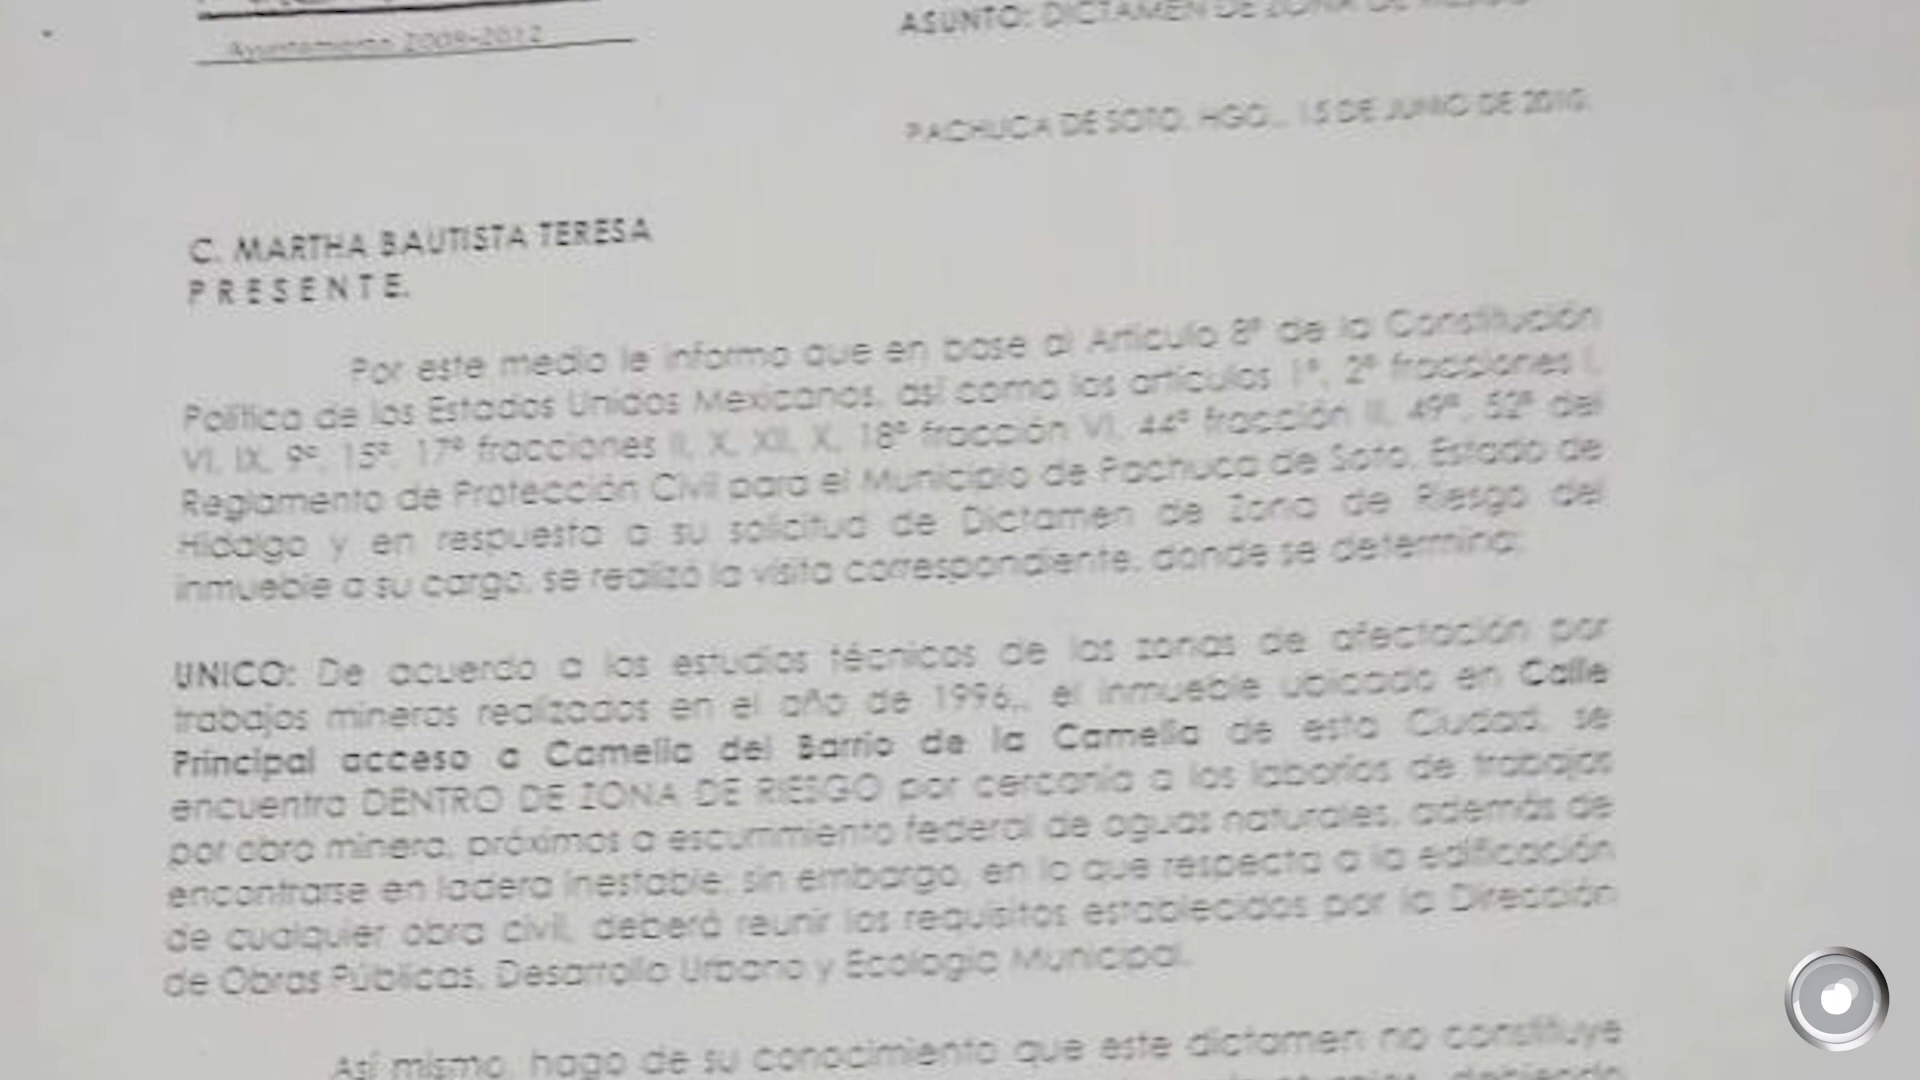 Ayuntamiento 2009-2012
ASUNTO: DICTAMEN DE ZONA DE RIESGO
PACHUCA DE SOTO, HGO., 15 DE JUNIO DE 2010.
C. MARTHA BAUTISTA TERESA
P R E S E N T E.
Por este medio le informo que en base al Artículo 8º de la Constitución
Política de los Estados Unidos Mexicanos, así como los artículos 1º, 2º fracciones I,
VI, IX, 9º, 15º, 17º fracciones II, X, XII, X, 18º fracción VI, 44º fracción II, 49º, 52º del
Reglamento de Protección Civil para el Municipio de Pachuca de Soto, Estado de
Hidalgo y en respuesta a su solicitud de Dictamen de Zona de Riesgo del
inmueble a su cargo, se realizó la visita correspondiente, donde se determina:
UNICO: De acuerdo a los estudios técnicos de las zonas de afectación por
trabajos mineros realizados en el año de 1996,, el inmueble ubicado en Calle
Principal acceso a Camelia del Barrio de la Camelia de esta Ciudad, se
encuentra DENTRO DE ZONA DE RIESGO por cercanía a los laboríos de trabajos
por obra minera, próximos a escurrimiento federal de aguas naturales, además de
encontrarse en ladera inestable, sin embargo, en lo que respecta a la edificación
de cualquier obra civil, deberá reunir los requisitos establecidos por la Dirección
de Obras Públicas, Desarrollo Urbano y Ecología Municipal.
Así mismo, hago de su conocimiento que este dictamen no constituye